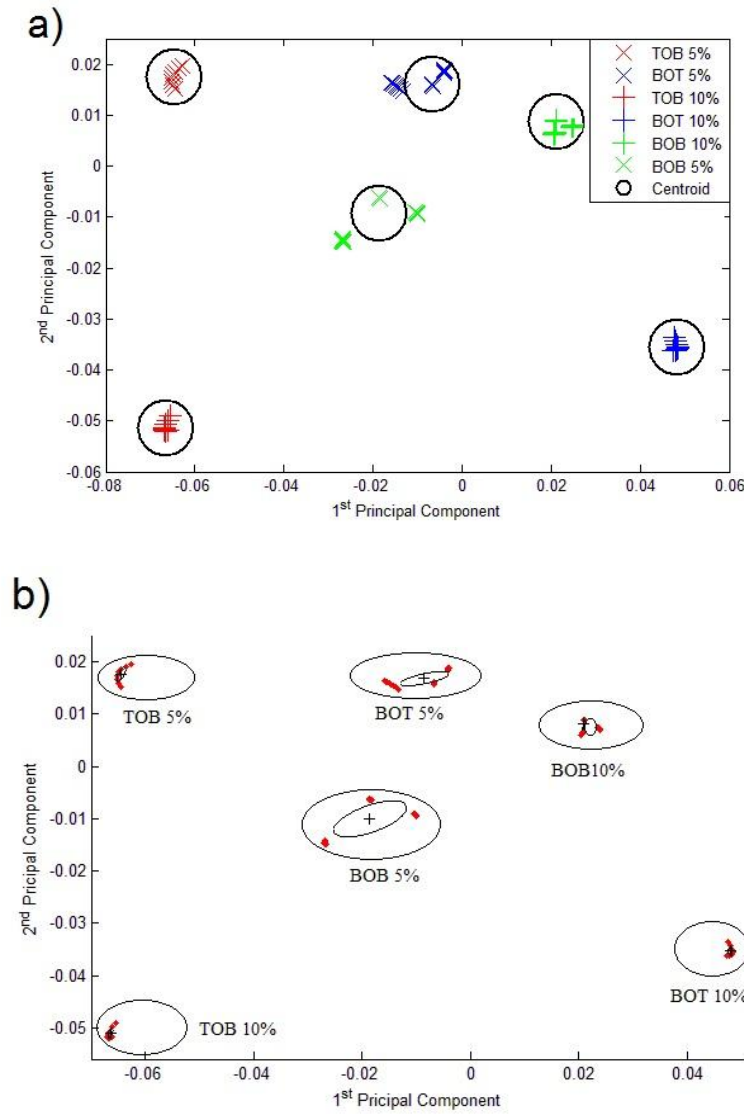 a)
0.02
0.01
0
-0.01
-0.02
-0.03
-0.04
-0.05
-0.06
2nd Principal Component
-0.08
-0.06
-0.04
-0.02
0
0.02
0.04
0.06
1st Principal Component
TOB 5%
BOT 5%
TOB 10%
BOT 10%
BOB 10%
BOB 5%
Centroid
b)
0.02
0.01
0
-0.01
-0.02
-0.03
-0.04
-0.05
2nd Pricipal Component
TOB 5%
BOT 5%
BOB10%
BOB 5%
BOT 10%
TOB 10%
-0.06
-0.04
-0.02
0
0.02
0.04
1st Principal Component